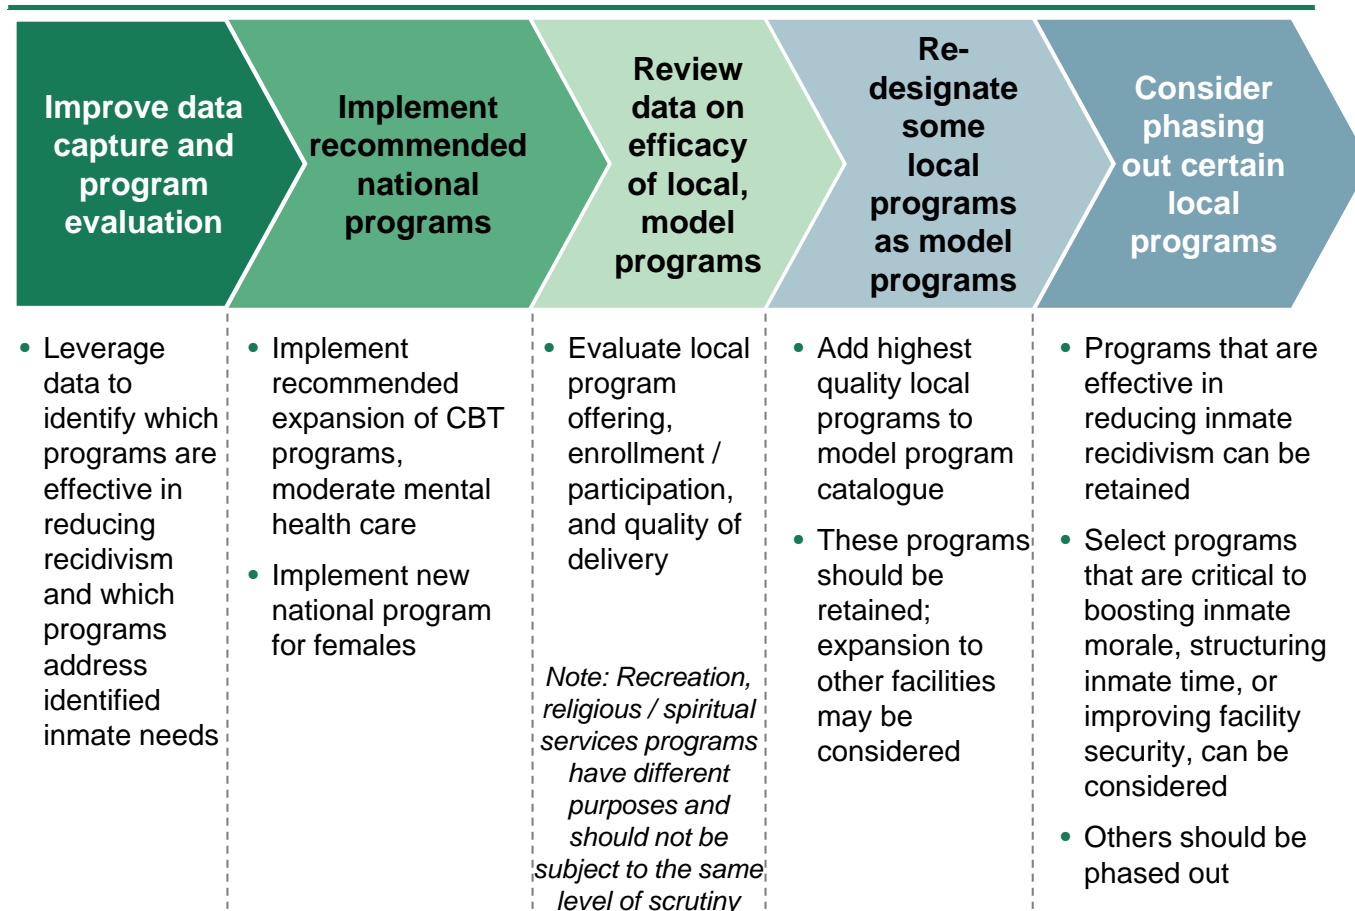 Improve data
capture and
program
evaluation
Implement
recommended
national
programs
Review
data on
efficacy
of local,
model
programs
Re-
designate
some
local
programs
as model
programs
Consider
phasing
out certain
local
programs
• Leverage
data to
identify which
programs are
effective in
reducing
recidivism
and which
programs
address
identified
inmate needs
• Implement
recommended
expansion of CBT
programs,
moderate mental
health care
• Implement new
national program
for females
• Evaluate local
program
offering,
enrollment /
participation,
and quality of
delivery
Note: Recreation,
religious / spiritual
services programs
have different
purposes and
should not be
subject to the same
level of scrutiny
• Add highest
quality local
programs to
model program
catalogue
• These programs
should be
retained;
expansion to
other facilities
may be
considered
• Programs that are
effective in
reducing inmate
recidivism can be
retained
• Select programs
that are critical to
boosting inmate
morale, structuring
inmate time, or
improving facility
security, can be
considered
• Others should be
phased out